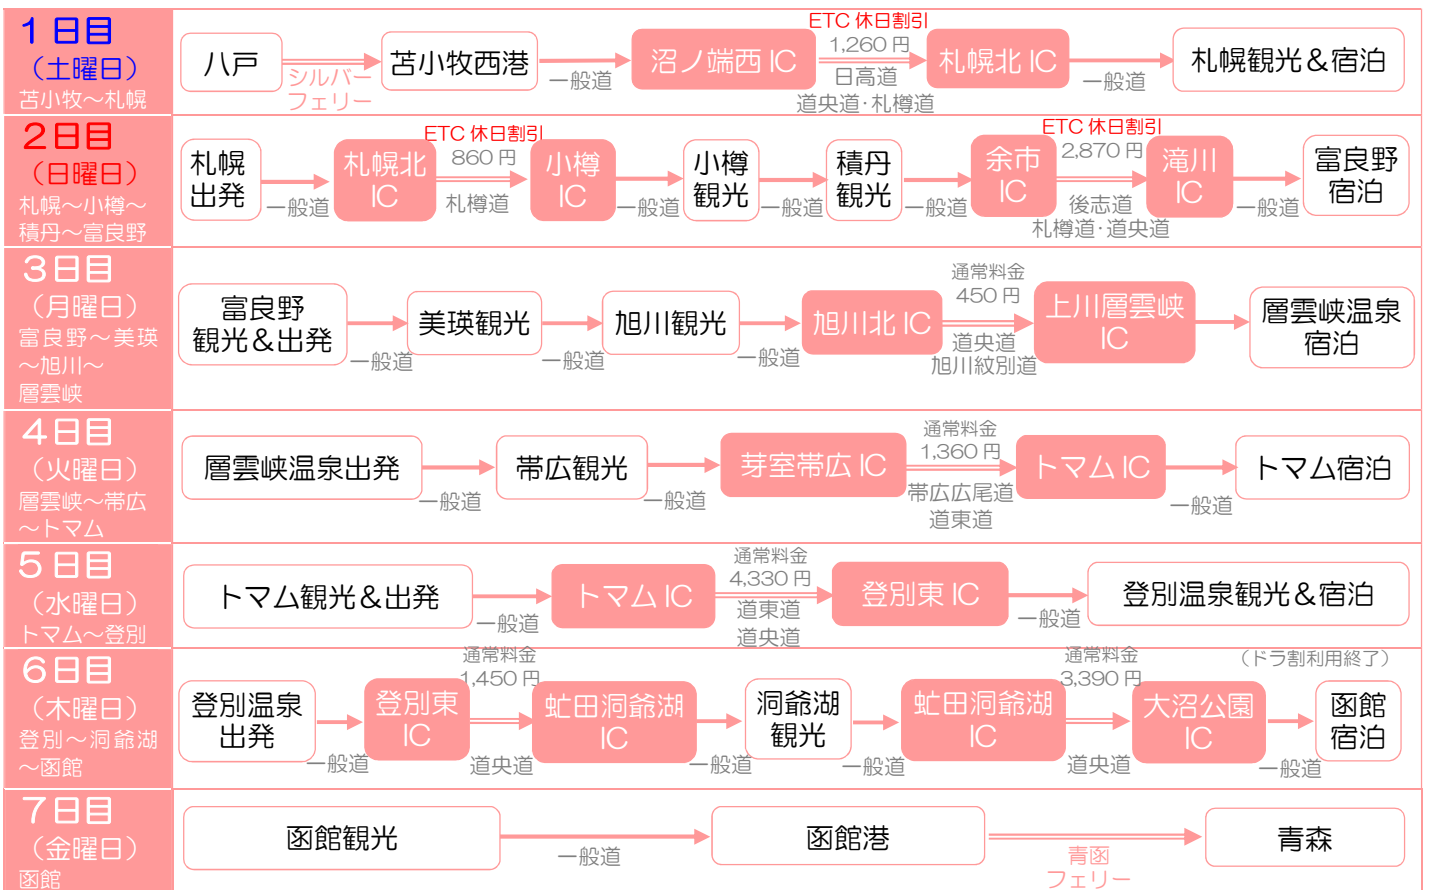 1日目
（土曜日）
苫小牧～札幌
八戸
シルバー
フェリー
苫小牧西港
一般道
沼ノ端西 IC
ETC 休日割引
1,260 円
日高道
道央道・札樽道
札幌北 IC
一般道
札幌観光＆宿泊
2日目
（日曜日）
札幌～小樽～
積丹～富良野
札幌
出発
一般道
札幌北
IC
ETC 休日割引
860 円
札樽道
小樽
IC
一般道
小樽
観光
一般道
積丹
観光
一般道
余市
IC
ETC 休日割引
2,870 円
後志道
札樽道・道央道
滝川
IC
一般道
富良野
宿泊
3日目
（月曜日）
富良野～美瑛
～旭川～
層雲峡
富良野
観光＆出発
一般道
美瑛観光
一般道
旭川観光
一般道
旭川北 IC
通常料金
450 円
道央道
旭川紋別道
上川層雲峡
IC
層雲峡温泉
宿泊
4日目
（火曜日）
層雲峡～帯広
～トマム
層雲峡温泉出発
一般道
帯広観光
一般道
芽室帯広 IC
通常料金
1,360 円
帯広広尾道
道東道
トマム IC
一般道
トマム宿泊
5日目
（水曜日）
トマム～登別
トマム観光＆出発
一般道
トマム IC
通常料金
4,330 円
道東道
道央道
登別東 IC
一般道
登別温泉観光＆宿泊
6日目
（木曜日）
登別～洞爺湖
～函館
登別温泉
出発
一般道
登別東
IC
通常料金
1,450 円
道央道
虻田洞爺湖
IC
一般道
洞爺湖
観光
一般道
虻田洞爺湖
IC
通常料金
3,390 円
道央道
大沼公園
IC
一般道
（ドラ割利用終了）
函館
宿泊
7日目
（金曜日）
函館
函館観光
一般道
函館港
青函
フェリー
青森